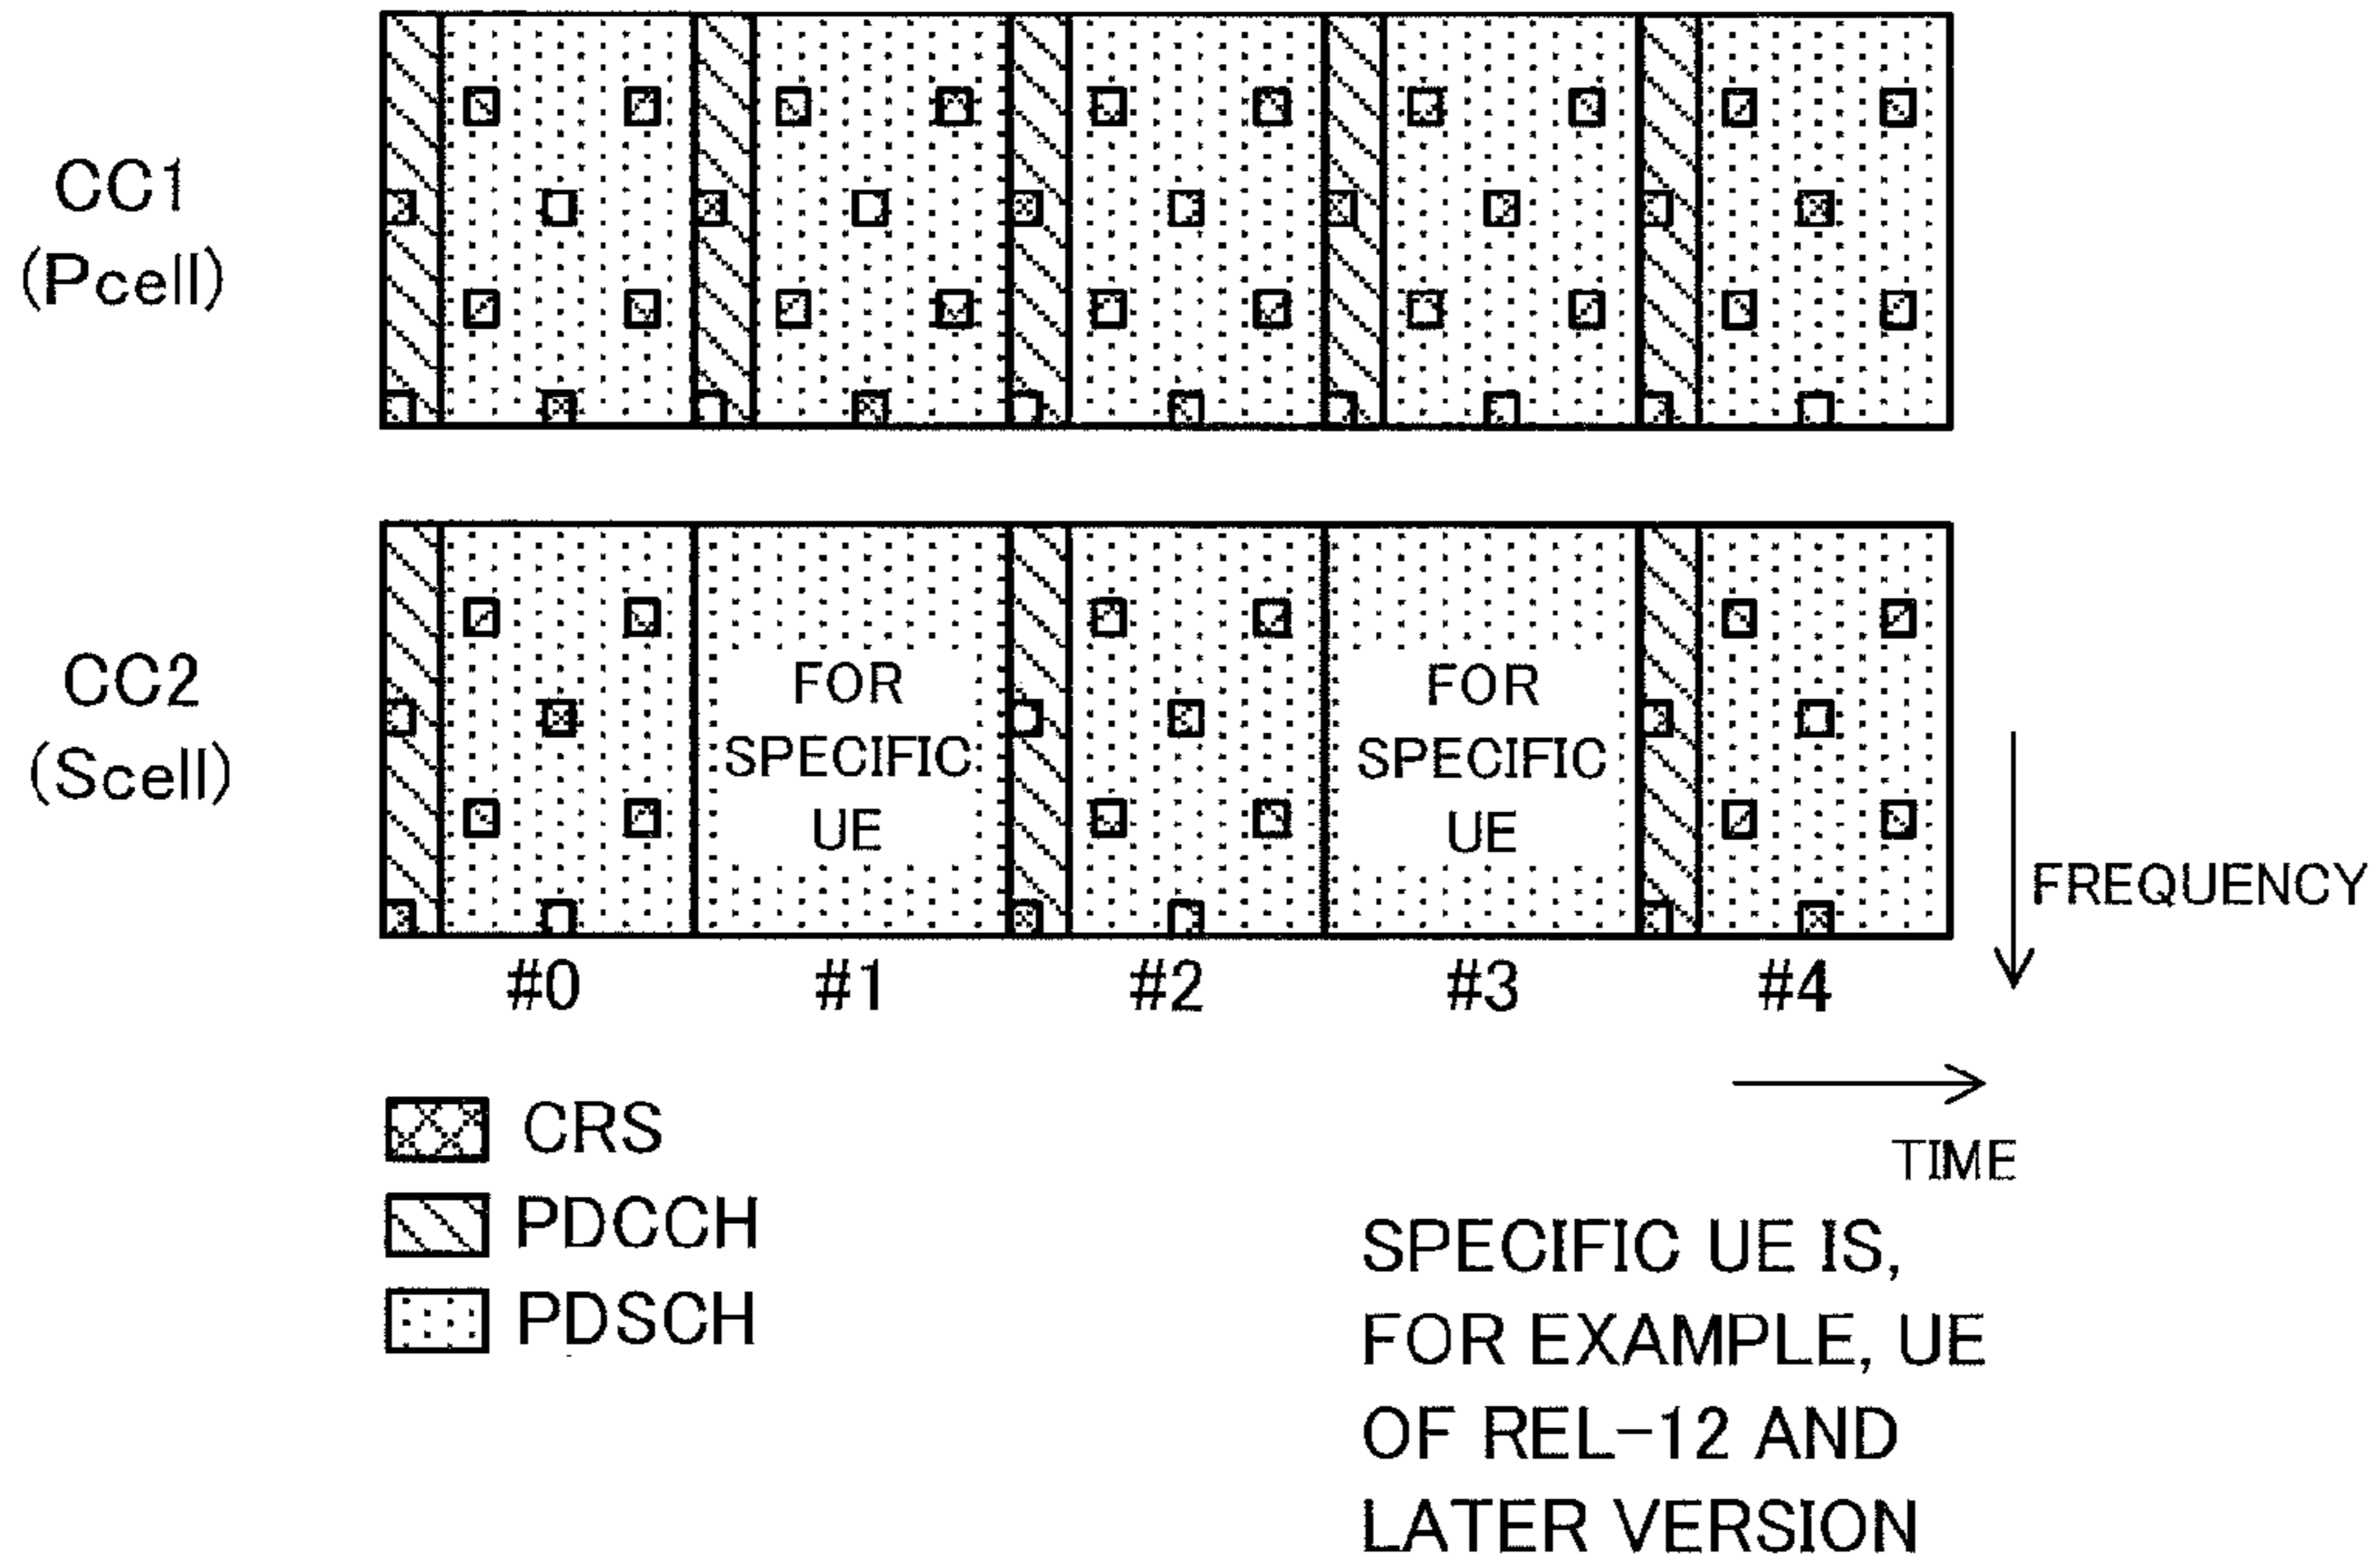 CC1
(Pcell)
CC2
(Scell)
FOR
SPECIFIC
UE
FOR
SPECIFIC
UE
FREQUENCY
#0 #1 #2 #3 #4
TIME
CRS
PDCCH
PDSCH
SPECIFIC UE IS,
FOR EXAMPLE, UE
OF REL-12 AND
LATER VERSION